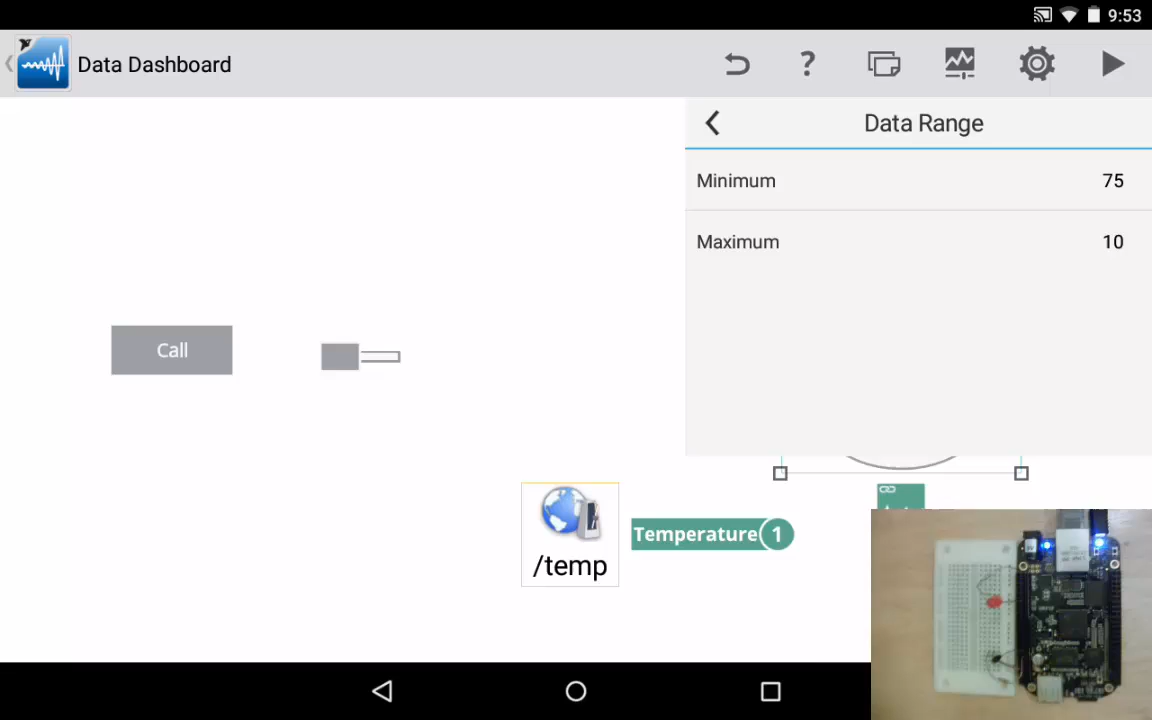 9:53
Data Dashboard
?
Data Range
Minimum 75
Maximum 10
Call
Temperature 1
/temp